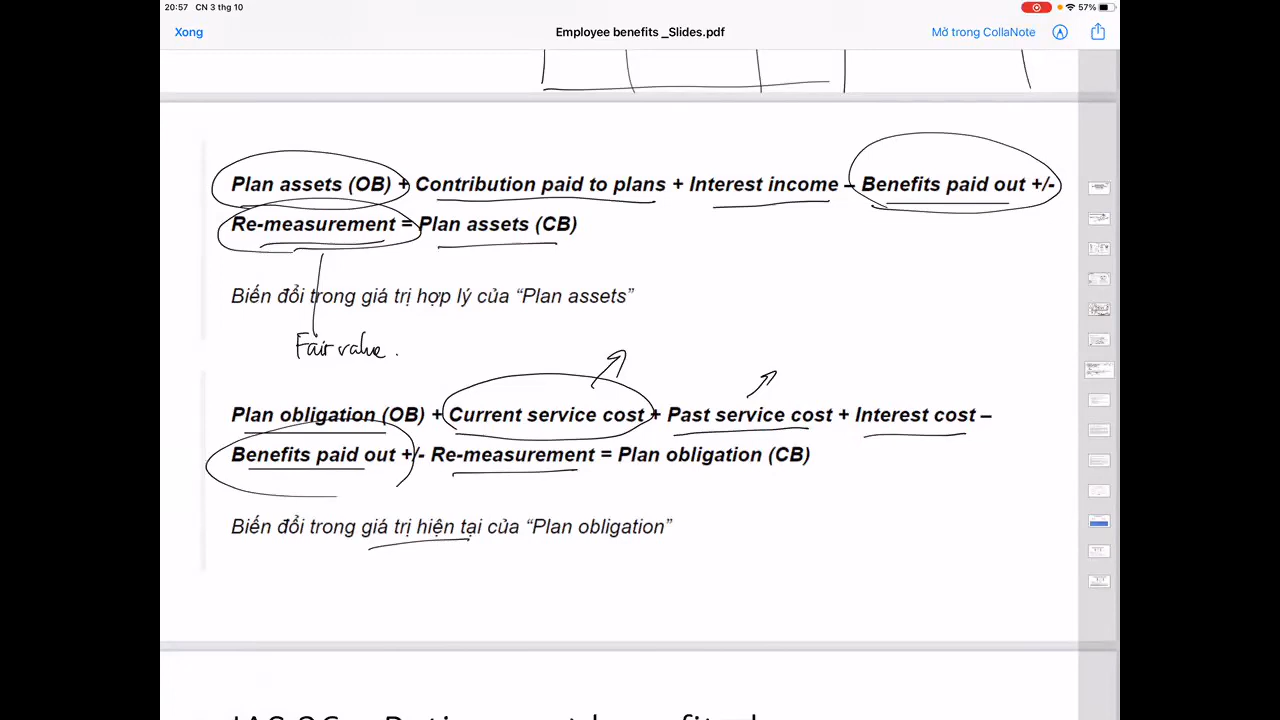 20:57 CN 3 thg 10
57%
Xong
Employee benefits _Slides.pdf
Mở trong CollaNote
Plan assets (OB) + Contribution paid to plans + Interest income – Benefits paid out +/-
Re-measurement = Plan assets (CB)
Biến đổi trong giá trị hợp lý của “Plan assets”
Fair value.
Plan obligation (OB) + Current service cost + Past service cost + Interest cost –
Benefits paid out +/- Re-measurement = Plan obligation (CB)
Biến đổi trong giá trị hiện tại của “Plan obligation”